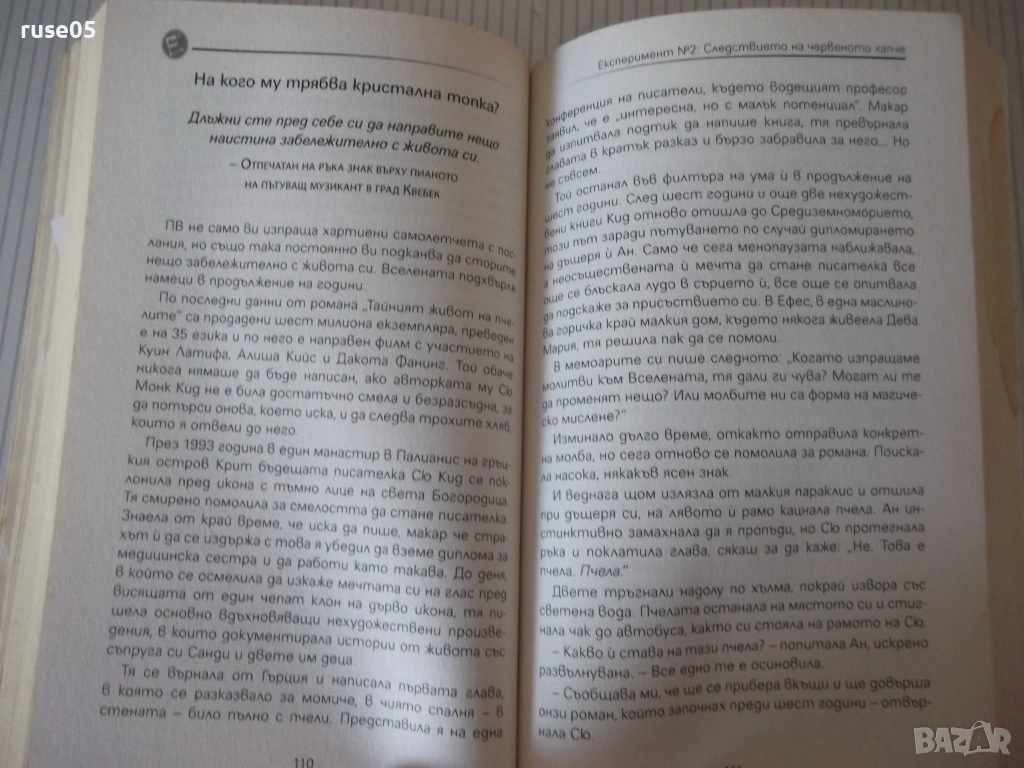 ruse05
На кого му трябва кристална топка?
Длъжни сте пред себе си да направите нещо
наистина забележително с живота си.
– Отпечатан на ръка знак върху пианото
на пътуващ музикант в град Квебек
ПВ не само ви изпраща хартиени самолетчета с пос-
лания, но също така постоянно ви подканва да сторите
нещо забележително с живота си. Вселената подхвърля
намеци в продължение на години.
По последни данни от романа „Тайният живот на пче-
лите“ са продадени шест милиона екземпляра, преведен
е на 35 езика и по него е направен филм с участието на
Куин Латифа, Алиша Кийс и Дакота Фанинг. Той обаче
никога нямаше да бъде написан, ако авторката му Сю
Монк Кид не е била достатъчно смела и безразсъдна, за
да потърси онова, което иска, и да следва трохите хляб,
които я отвели до него.
През 1993 година в един манастир в Палианис на гръц-
кия остров Крит бъдещата писателка Сю Кид се пок-
лонила пред икона с тъмно лице на света Богородица.
Тя смирено помолила за смелостта да стане писателка.
Знаела от край време, че иска да пише, макар че стра-
хът ѝ да се издържа с това я убедил да вземе диплома за
медицинска сестра и да работи като такава. До деня,
в който се осмелила да изкаже мечтата си на глас пред
висящата от един чепат клон на дърво икона, тя пи-
шела основно вдъхновяващи нехудожествени произве-
дения, в които документирала истории от живота със
съпруга си Санди и двете им деца.
Тя се върнала от Гърция и написала първата глава,
в която се разказвало за момиче, в чиято спалня – в
стената – било пълно с пчели. Представила я на една
110
Експеримент №2: Следствието на червеното хапче
конференция на писатели, където водещият професор
заявил, че е „интересна, но с малък потенциал“. Макар
да изпитвала подтик да напише книга, тя превърнала
главата в кратък разказ и бързо забравила за него... Но
не съвсем.
Той останал във филтъра на ума ѝ в продължение на
шест години. След шест години и още две нехудожест-
вени книги Кид отново отишла до Средиземноморието,
този път заради пътуването по случай дипломирането
на дъщеря ѝ Ан. Само че сега менопаузата наближавала,
а неосъществената ѝ мечта да стане писателка все
още се блъскала лудо в сърцето ѝ, все още се опитвала
да подскаже за присъствието си. В Ефес, в една маслино-
ва горичка край малкия дом, където някога живеела Дева
Мария, тя решила пак да се помоли.
В мемоарите си пише следното: „Когато изпращаме
молитви към Вселената, тя дали ги чува? Могат ли те
да променят нещо? Или молбите ни са форма на магиче-
ско мислене?“
Изминало дълго време, откакто отправила конкрет-
на молба, но сега отново се помолила за романа. Поиска-
ла насока, някакъв ясен знак.
И веднага щом излязла от малкия параклис и отишла
при дъщеря си, на лявото ѝ рамо кацнала пчела. Ан ин-
стинктивно замахнала да я пропъди, но Сю протегнала
ръка и поклатила глава, сякаш за да каже: „Не. Това е
пчела. Пчела.“
Двете тръгнали надолу по хълма, покрай извора със
светена вода. Пчелата останала на мястото си и стиг-
нала чак до автобуса, както си стояла на рамото на Сю.
– Какво ѝ става на тази пчела? – попитала Ан, искрено
развълнувана. – Все едно те е осиновила.
– Съобщава ми, че ще се прибера вкъщи и ще довърша
онзи роман, който започнах преди шест години – отвър-
нала Сю.
BAZAR